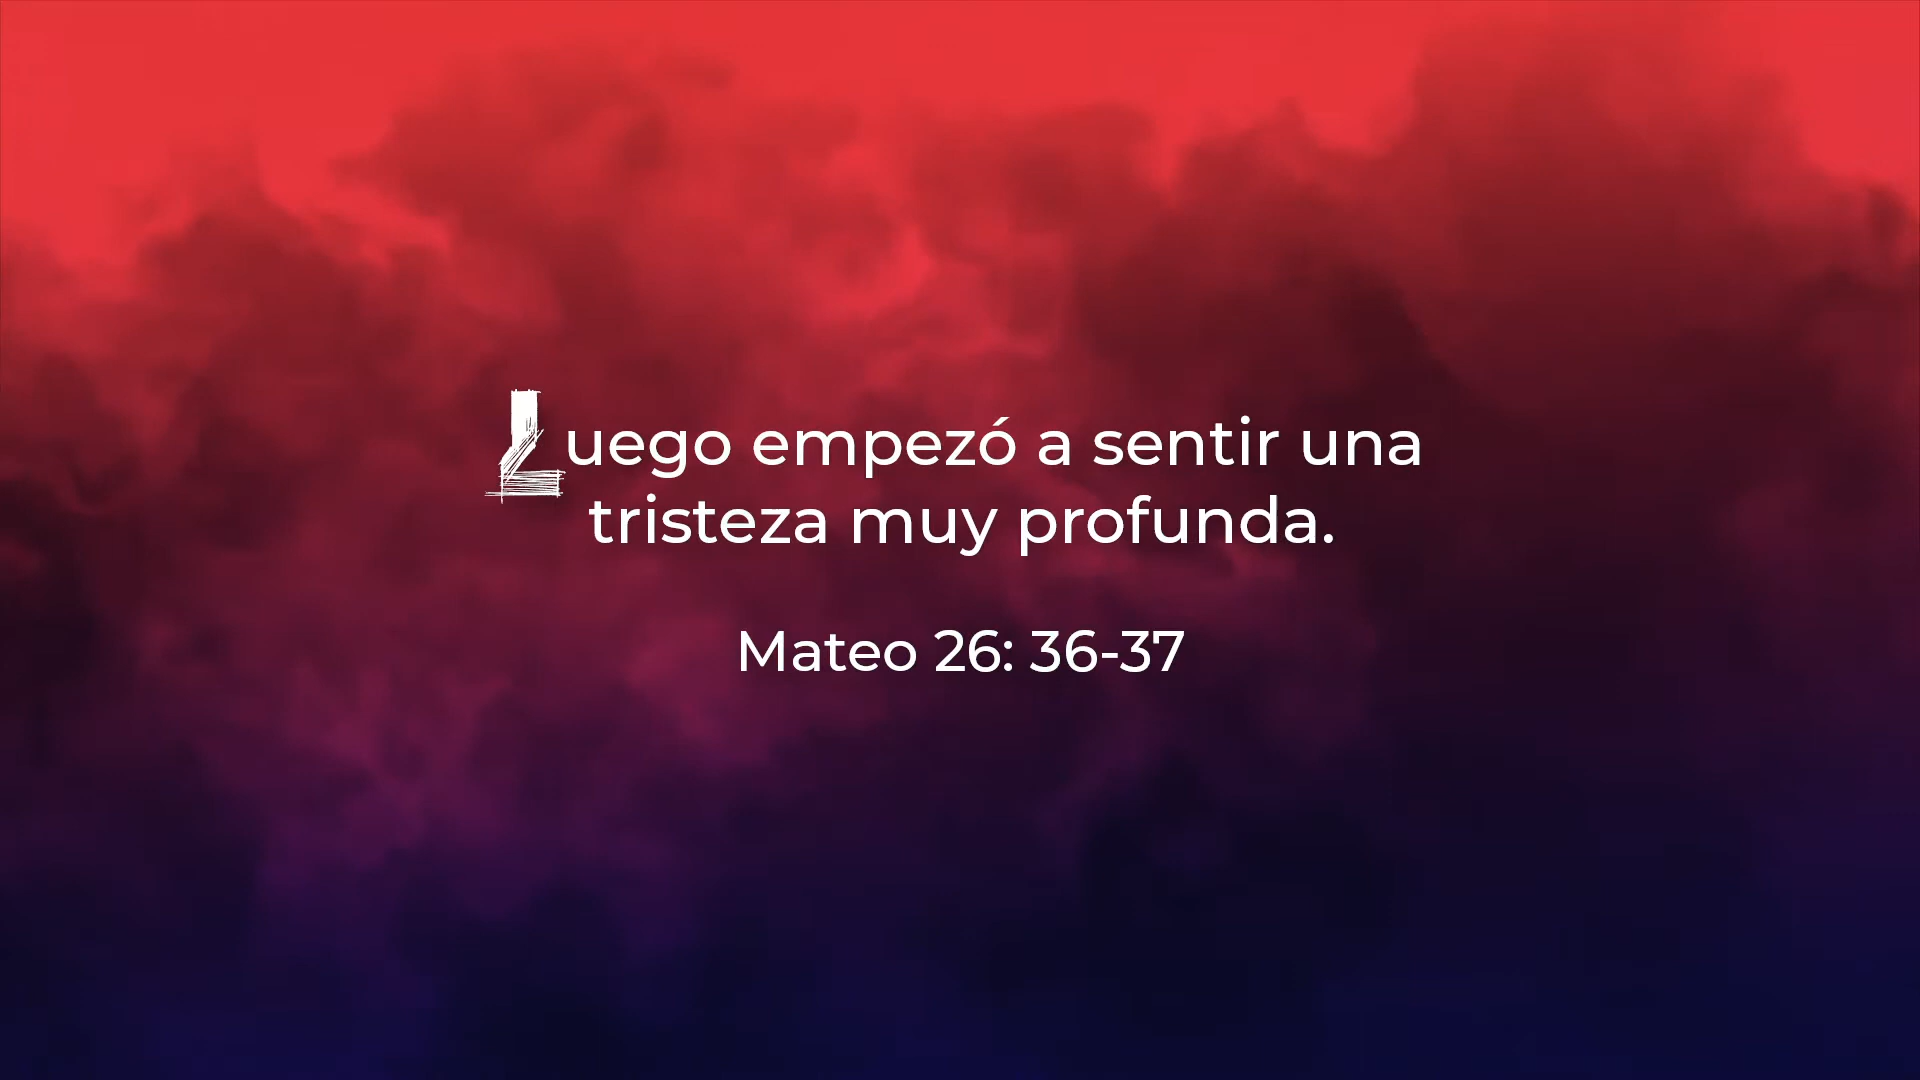 Luego empezó a sentir una
tristeza muy profunda.
Mateo 26: 36-37